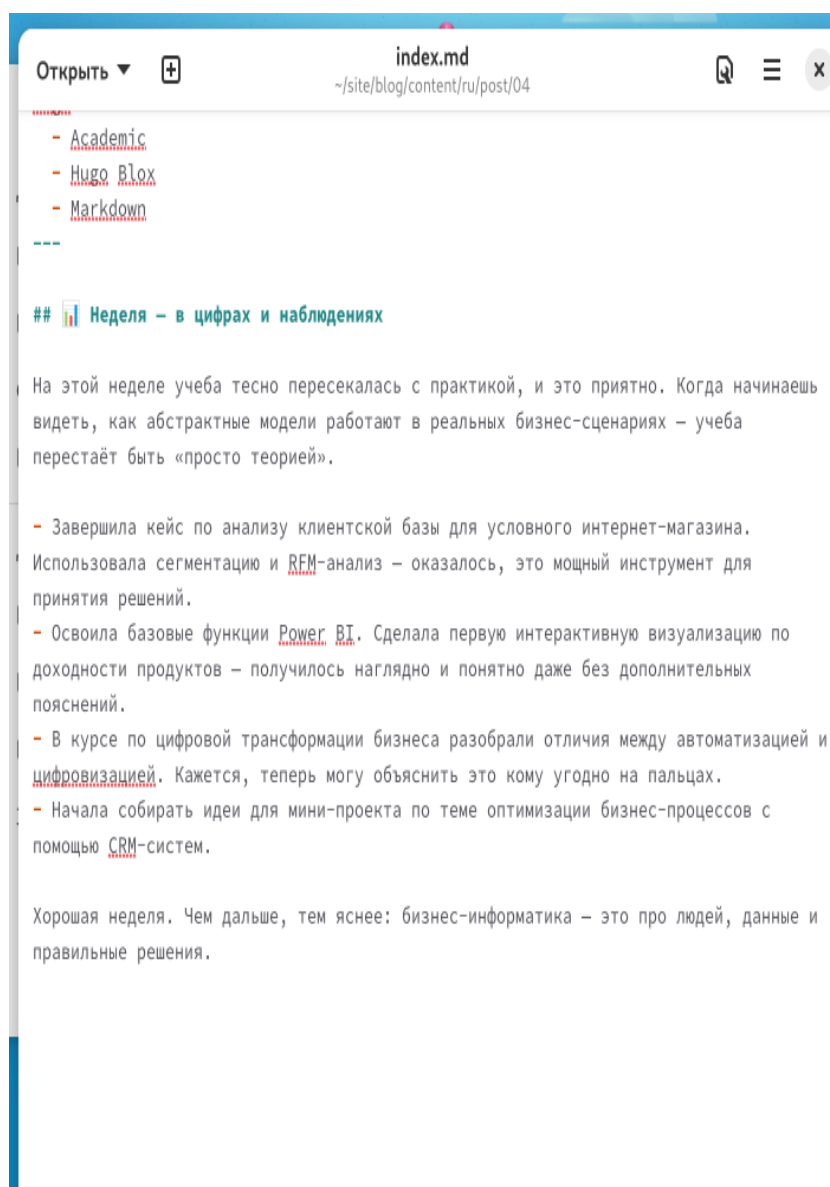 Открыть
index.md
~/site/blog/content/ru/post/04
- Academic
- Hugo Blox
- Markdown
---
## 📊 Неделя — в цифрах и наблюдениях
На этой неделе учеба тесно пересекалась с практикой, и это приятно. Когда начинаешь
видеть, как абстрактные модели работают в реальных бизнес-сценариях — учеба
перестаёт быть «просто теорией».
- Завершила кейс по анализу клиентской базы для условного интернет-магазина.
Использовала сегментацию и RFM-анализ — оказалось, это мощный инструмент для
принятия решений.
- Освоила базовые функции Power BI. Сделала первую интерактивную визуализацию по
доходности продуктов — получилось наглядно и понятно даже без дополнительных
пояснений.
- В курсе по цифровой трансформации бизнеса разобрали отличия между автоматизацией и
цифровизацией. Кажется, теперь могу объяснить это кому угодно на пальцах.
- Начала собирать идеи для мини-проекта по теме оптимизации бизнес-процессов с
помощью CRM-систем.
Хорошая неделя. Чем дальше, тем яснее: бизнес-информатика — это про людей, данные и
правильные решения.